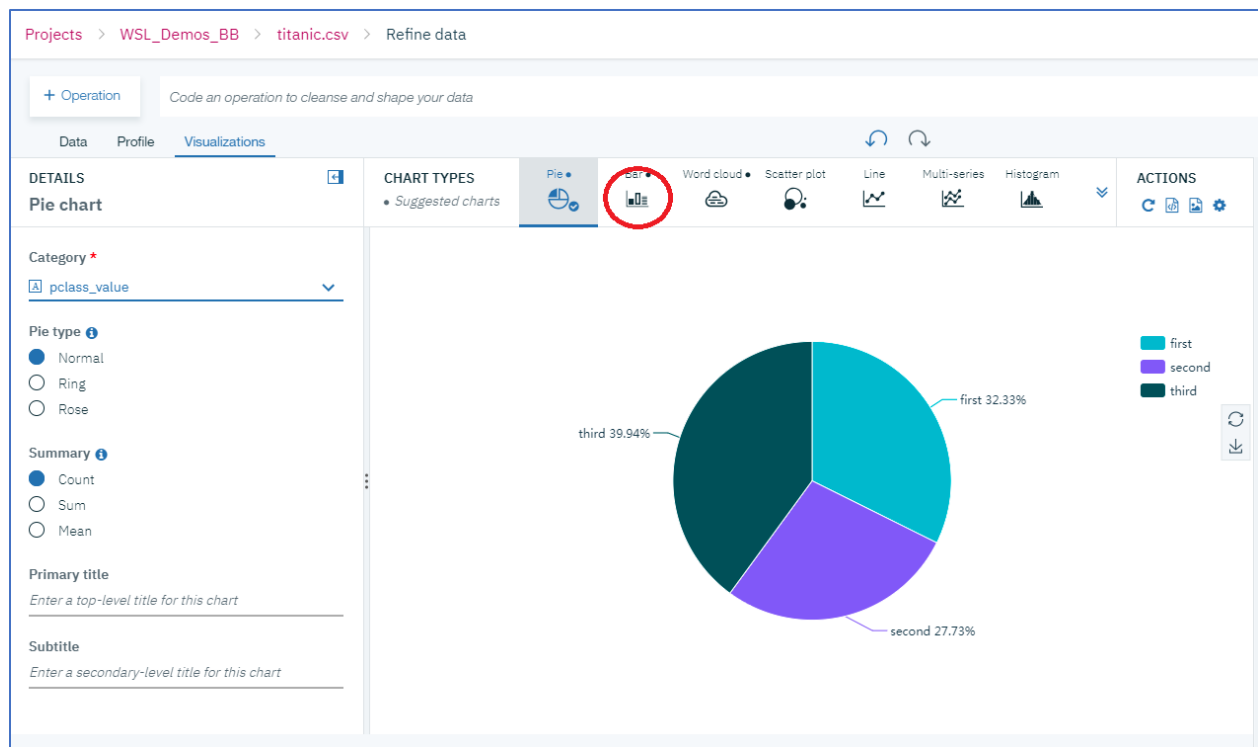 Projects > WSL_Demos_BB > titanic.csv > Refine data
+ Operation
Code an operation to cleanse and shape your data
Data Profile Visualizations
DETAILS
Pie chart
CHART TYPES
• Suggested charts
Pie •
Bar •
Word cloud •
Scatter plot
Line
Multi-series
Histogram
ACTIONS
Category *
A pclass_value
Pie type
Normal
Ring
Rose
Summary
Count
Sum
Mean
Primary title
Enter a top-level title for this chart
Subtitle
Enter a secondary-level title for this chart
first 32.33%
third 39.94%
second 27.73%
first
second
third